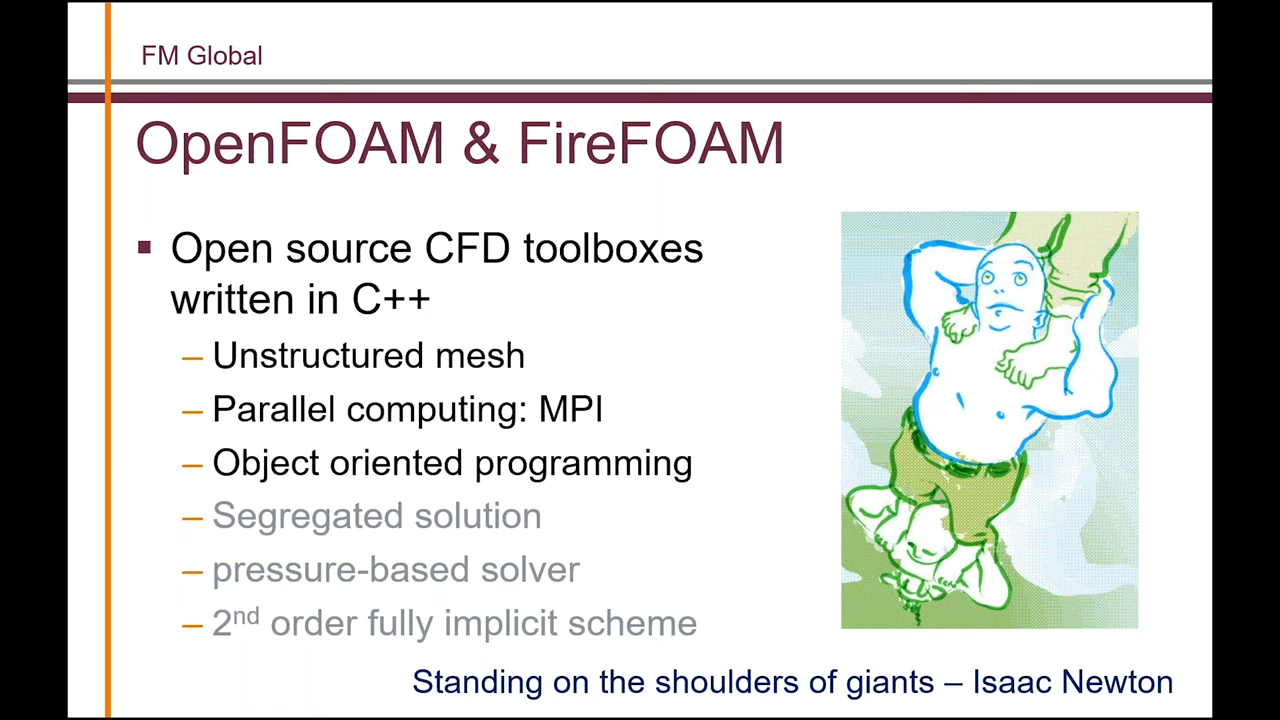 FM Global
OpenFOAM & FireFOAM
▪ Open source CFD toolboxes
written in C++
– Unstructured mesh
– Parallel computing: MPI
– Object oriented programming
– Segregated solution
– pressure-based solver
– 2nd order fully implicit scheme
Standing on the shoulders of giants – Isaac Newton